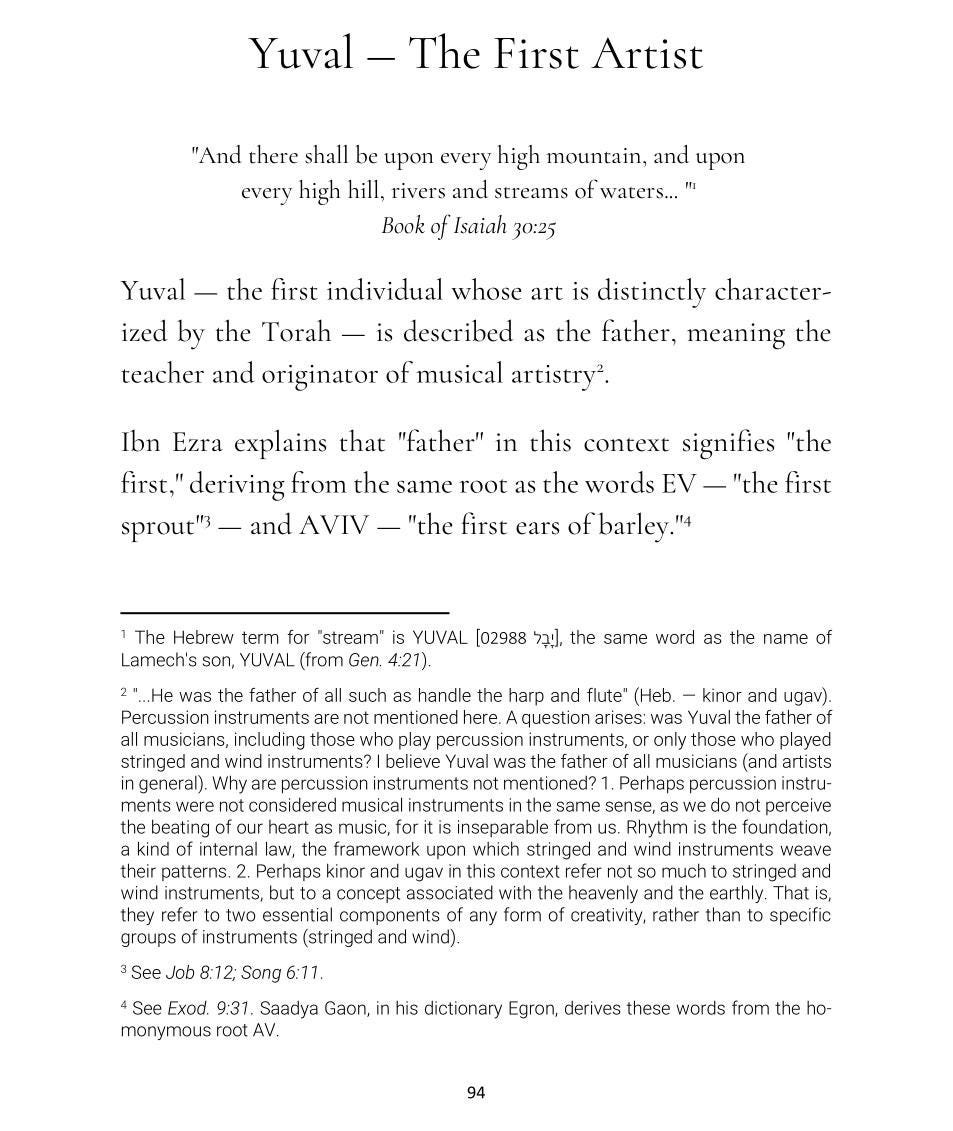 Yuval — The First Artist
"And there shall be upon every high mountain, and upon
every high hill, rivers and streams of waters... "¹
Book of Isaiah 30:25
Yuval — the first individual whose art is distinctly character-
ized by the Torah — is described as the father, meaning the
teacher and originator of musical artistry².
Ibn Ezra explains that "father" in this context signifies "the
first," deriving from the same root as the words EV — "the first
sprout"³ — and AVIV — "the first ears of barley."⁴
¹ The Hebrew term for "stream" is YUVAL [02988 יָבָל], the same word as the name of
Lamech's son, YUVAL (from Gen. 4:21).
² "...He was the father of all such as handle the harp and flute" (Heb. — kinor and ugav).
Percussion instruments are not mentioned here. A question arises: was Yuval the father of
all musicians, including those who play percussion instruments, or only those who played
stringed and wind instruments? I believe Yuval was the father of all musicians (and artists
in general). Why are percussion instruments not mentioned? 1. Perhaps percussion instru-
ments were not considered musical instruments in the same sense, as we do not perceive
the beating of our heart as music, for it is inseparable from us. Rhythm is the foundation,
a kind of internal law, the framework upon which stringed and wind instruments weave
their patterns. 2. Perhaps kinor and ugav in this context refer not so much to stringed and
wind instruments, but to a concept associated with the heavenly and the earthly. That is,
they refer to two essential components of any form of creativity, rather than to specific
groups of instruments (stringed and wind).
³ See Job 8:12; Song 6:11.
⁴ See Exod. 9:31. Saadya Gaon, in his dictionary Egron, derives these words from the ho-
monymous root AV.
94